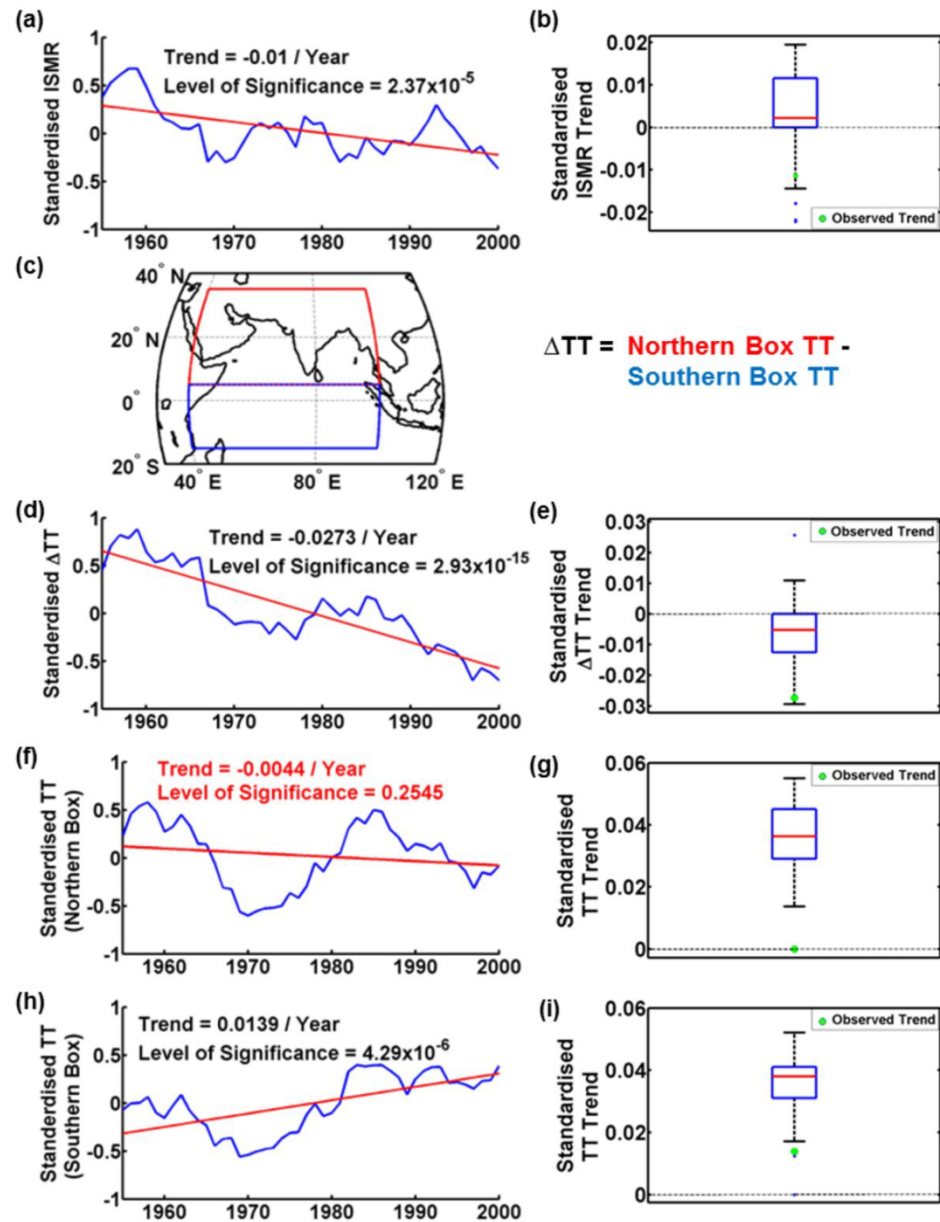 (a)
Standerdised ISMR
1
0.5
0
-0.5
-1
Trend = -0.01 / Year
Level of Significance = 2.37x10-5
1960 1970 1980 1990 2000
(b)
Standardised
ISMR Trend
0.02
0.01
0
-0.01
-0.02
Observed Trend
(c)
40° N
20° N
0°
20° S
40° E 80° E 120° E
ΔTT = Northern Box TT -
Southern Box TT
(d)
Standerdised ΔTT
1
0.5
0
-0.5
-1
Trend = -0.0273 / Year
Level of Significance = 2.93x10-15
1960 1970 1980 1990 2000
(e)
Standardised
ΔTT Trend
0.03
0.02
0.01
0
-0.01
-0.02
-0.03
Observed Trend
(f)
Standerdised TT
(Northern Box)
1
0.5
0
-0.5
-1
Trend = -0.0044 / Year
Level of Significance = 0.2545
1960 1970 1980 1990 2000
(g)
Standardised
TT Trend
0.06
0.04
0.02
0
Observed Trend
(h)
Standerdised TT
(Southern Box)
1
0.5
0
-0.5
-1
Trend = 0.0139 / Year
Level of Significance = 4.29x10-6
1960 1970 1980 1990 2000
(i)
Standardised
TT Trend
0.06
0.04
0.02
0
Observed Trend